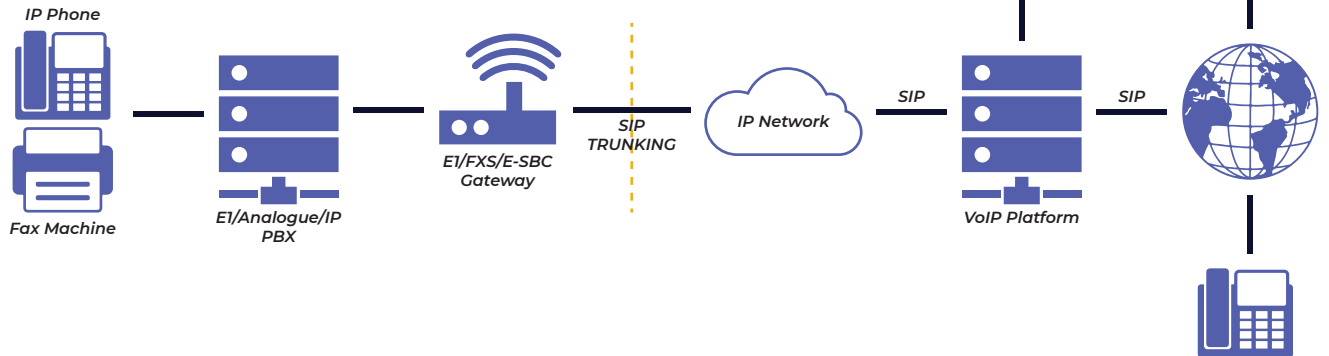 IP Phone
Fax Machine
E1/Analogue/IP
PBX
E1/FXS/E-SBC
Gateway
SIP
TRUNKING
IP Network
SIP
VoIP Platform
SIP